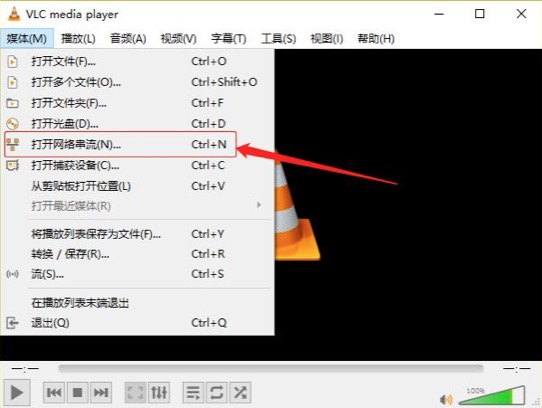 VLC media player
媒体(M) 播放(L) 音频(A) 视频(V) 字幕(T) 工具(S) 视图(I) 帮助(H)
打开文件(F)... Ctrl+O
打开多个文件(O)... Ctrl+Shift+O
打开文件夹(F)... Ctrl+F
打开光盘(D)... Ctrl+D
打开网络串流(N)... Ctrl+N
打开捕获设备(C)... Ctrl+C
从剪贴板打开位置(L) Ctrl+V
打开最近媒体(R)
将播放列表保存为文件(F)... Ctrl+Y
转换 / 保存(R)... Ctrl+R
流(S)... Ctrl+S
在播放列表末端退出
退出(Q) Ctrl+Q
--:-- --:--
100%